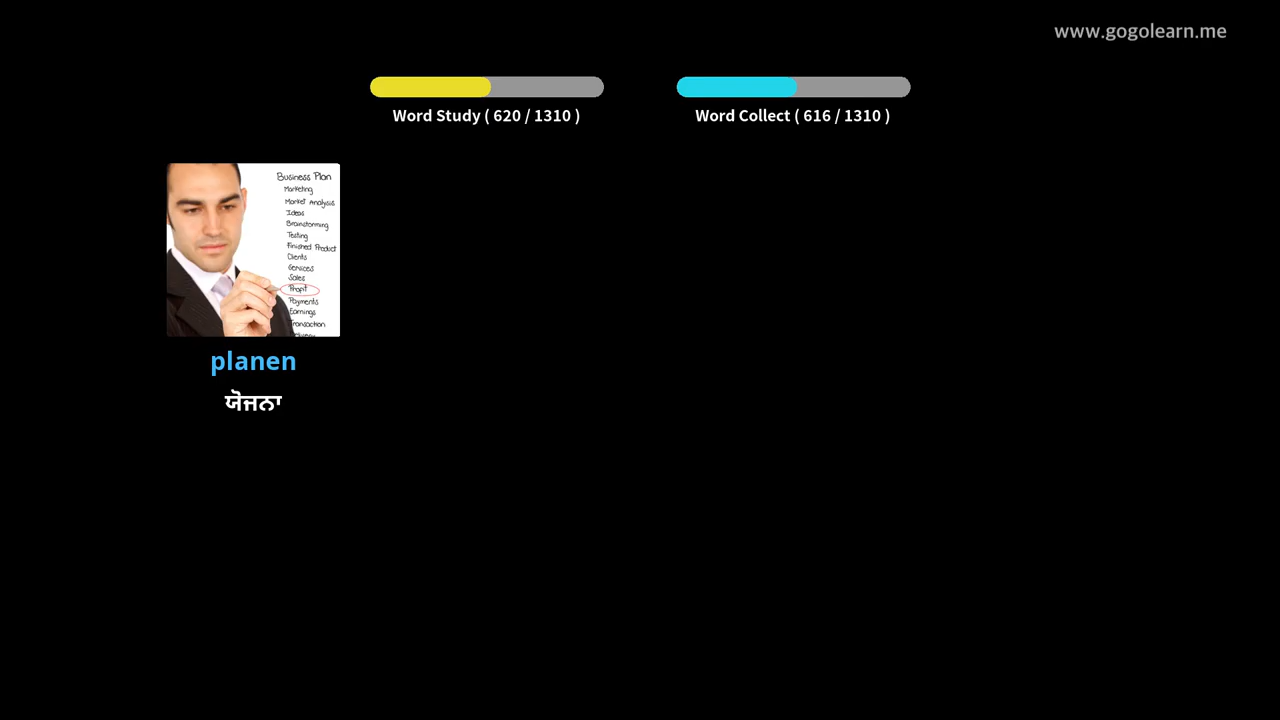 www.gogolearn.me
Word Study ( 620 / 1310 )
Word Collect ( 616 / 1310 )
Business Plan
Marketing
Market Analysis
Ideas
Brainstorming
Testing
Finished Product
Clients
Services
Sales
Profit
Payments
Earnings
Transaction
planen
ਯੋਜਨਾ